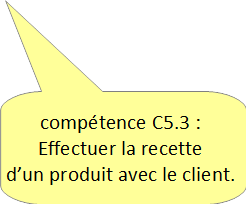 compétence C5.3 :
Effectuer la recette
d’un produit avec le client.